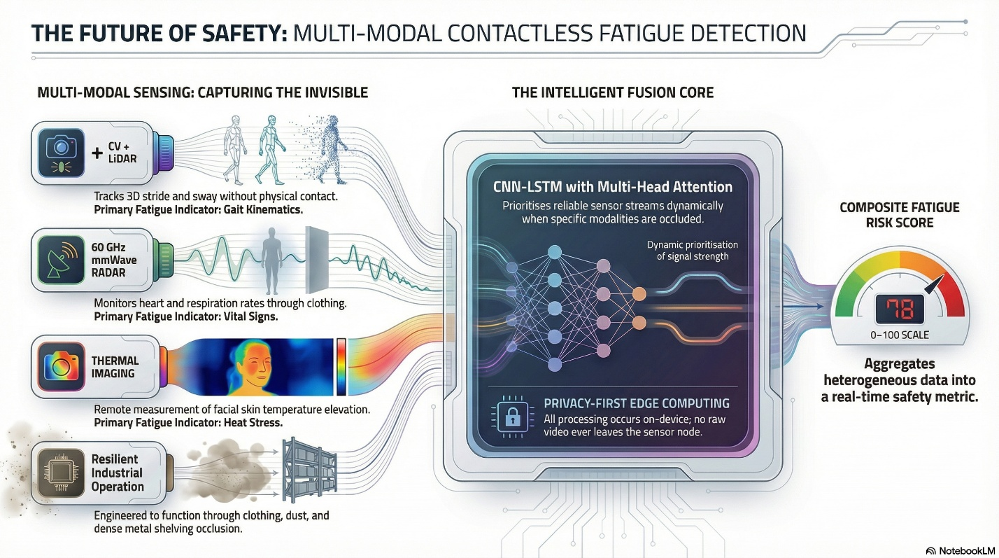 THE FUTURE OF SAFETY: MULTI-MODAL CONTACTLESS FATIGUE DETECTION
MULTI-MODAL SENSING: CAPTURING THE INVISIBLE
+ CV +
LiDAR
Tracks 3D stride and sway without physical contact.
Primary Fatigue Indicator: Gait Kinematics.
60 GHz
mmWave
RADAR
Monitors heart and respiration rates through clothing.
Primary Fatigue Indicator: Vital Signs.
THERMAL
IMAGING
Remote measurement of facial skin temperature elevation.
Primary Fatigue Indicator: Heat Stress.
Resilient
Industrial
Operation
Engineered to function through clothing, dust, and
dense metal shelving occlusion.
THE INTELLIGENT FUSION CORE
CNN-LSTM with Multi-Head Attention
Prioritises reliable sensor streams dynamically
when specific modalities are occluded.
Dynamic prioritisation
of signal strength
PRIVACY-FIRST EDGE COMPUTING
All processing occurs on-device; no raw
video ever leaves the sensor node.
COMPOSITE FATIGUE
RISK SCORE
78
0–100 SCALE
Aggregates
heterogeneous data into
a real-time safety metric.
NotebookLM